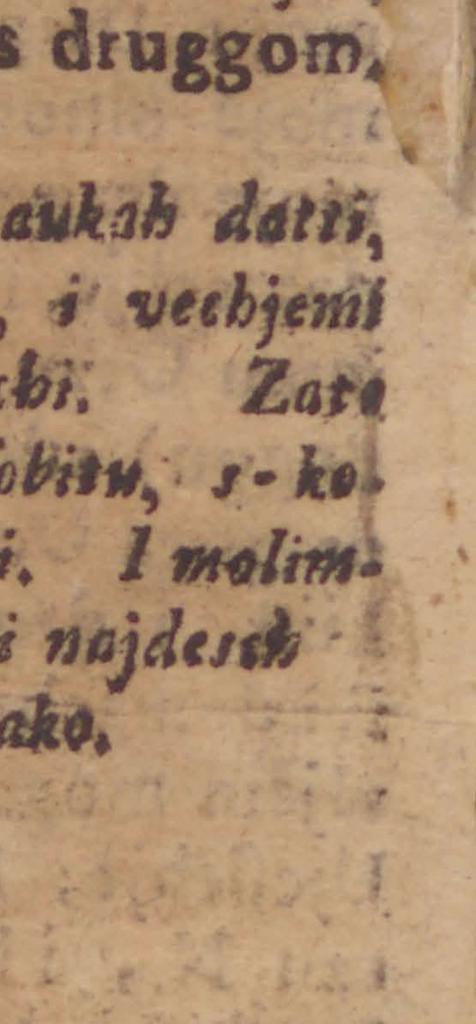 s druggom,
aukah datti,
, i vechjemi
chi. Zato
obitu, s-ko-
i. I molim-
i najdesch
ako.